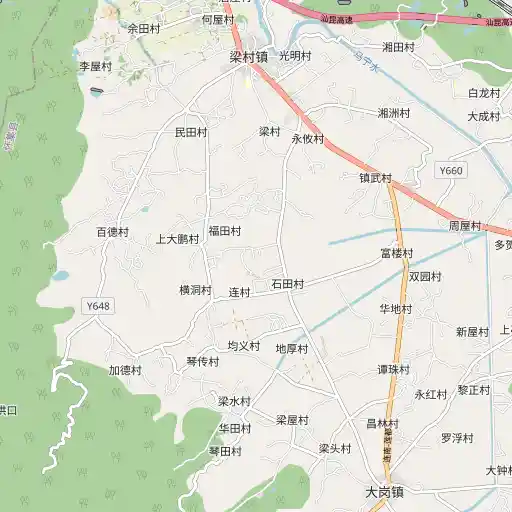 何屋村
汕昆高速
汕昆高速
余田村
湘田村
梁村镇
光明村
马宁水
李屋村
白龙村
湘洲村
大成村
民田村
梁村
永攸村
Y660
镇武村
周屋村
百德村
福田村
上大鹏村
富楼村
双园村
横洞村
连村
石田村
Y648
华地村
新屋村
均义村
地厚村
琴传村
加德村
谭珠村
黎正村
永红村
梁水村
洪口
华田村
梁屋村
昌林村
罗浮村
梁头村
琴田村
大岗镇